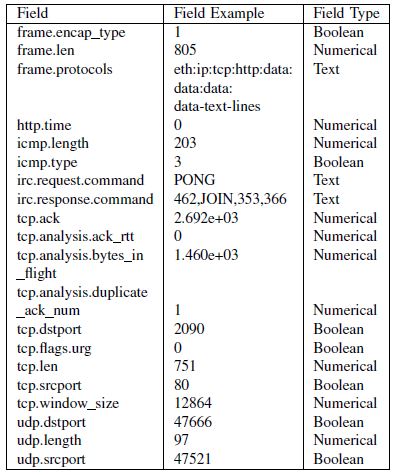 Field Field Example Field Type
frame.encap_type 1 Boolean
frame.len 805 Numerical
frame.protocols eth:ip:tcp:http:data: Text
data:data:
data-text-lines
http.time 0 Numerical
icmp.length 203 Numerical
icmp.type 3 Boolean
irc.request.command PONG Text
irc.response.command 462,JOIN,353,366 Text
tcp.ack 2.692e+03 Numerical
tcp.analysis.ack_rtt 0 Numerical
tcp.analysis.bytes_in 1.460e+03 Numerical
_flight
tcp.analysis.duplicate
_ack_num 1 Numerical
tcp.dstport 2090 Boolean
tcp.flags.urg 0 Boolean
tcp.len 751 Numerical
tcp.srcport 80 Boolean
tcp.window_size 12864 Numerical
udp.dstport 47666 Boolean
udp.length 97 Numerical
udp.srcport 47521 Boolean